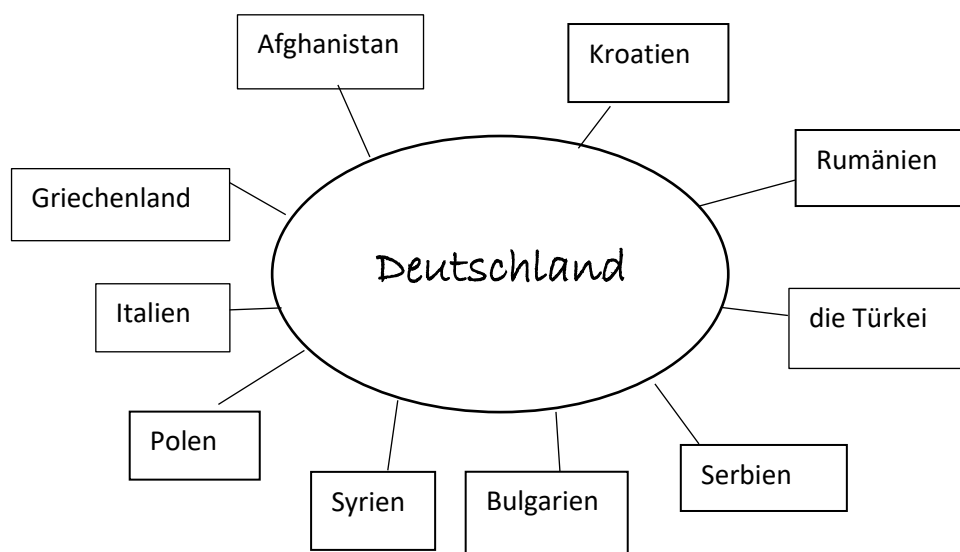 Afghanistan
Kroatien
Rumänien
Griechenland
Deutschland
Italien
die Türkei
Polen
Serbien
Syrien
Bulgarien